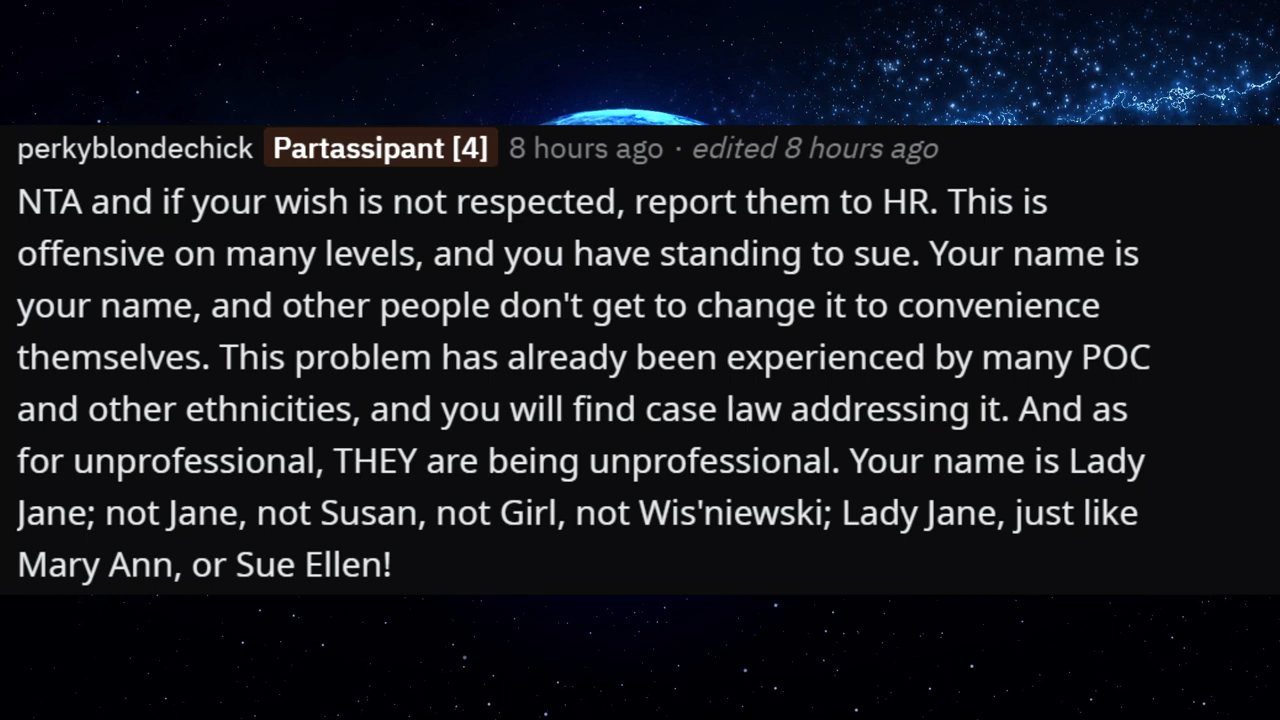 perkyblondechick Partassipant [4] 8 hours ago · edited 8 hours ago
NTA and if your wish is not respected, report them to HR. This is
offensive on many levels, and you have standing to sue. Your name is
your name, and other people don't get to change it to convenience
themselves. This problem has already been experienced by many POC
and other ethnicities, and you will find case law addressing it. And as
for unprofessional, THEY are being unprofessional. Your name is Lady
Jane; not Jane, not Susan, not Girl, not Wis'niewski; Lady Jane, just like
Mary Ann, or Sue Ellen!